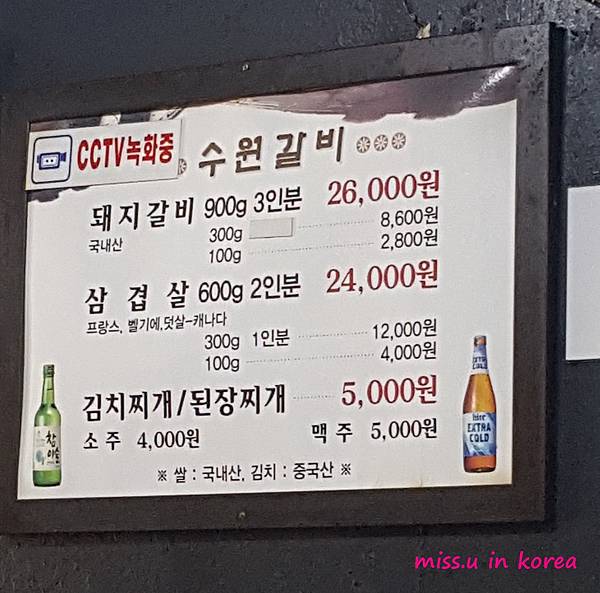 CCTV녹화중
수원갈비
돼지갈비 900g 3인분 26,000원
국내산 300g 8,600원
100g 2,800원
삼겹살 600g 2인분 24,000원
프랑스, 벨기에,덧살-캐나다
300g 1인분 12,000원
100g 4,000원
김치찌개/된장찌개 5,000원
소주 4,000원 맥주 5,000원
※ 쌀 : 국내산, 김치 : 중국산 ※
참이슬
hite
EXTRA
COLD
miss.u in korea